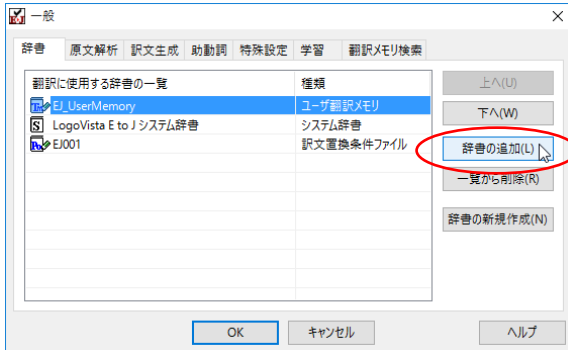 一般
辞書 原文解析 訳文生成 助動詞 特殊設定 学習 翻訳メモリ検索
翻訳に使用する辞書の一覧 種類 上へ(U)
EJ_UserMemory ユーザ翻訳メモリ
下へ(W)
LogoVista E to J システム辞書 システム辞書
EJ001 訳文置換条件ファイル 辞書の追加(L)
一覧から削除(R)
辞書の新規作成(N)
OK キャンセル ヘルプ